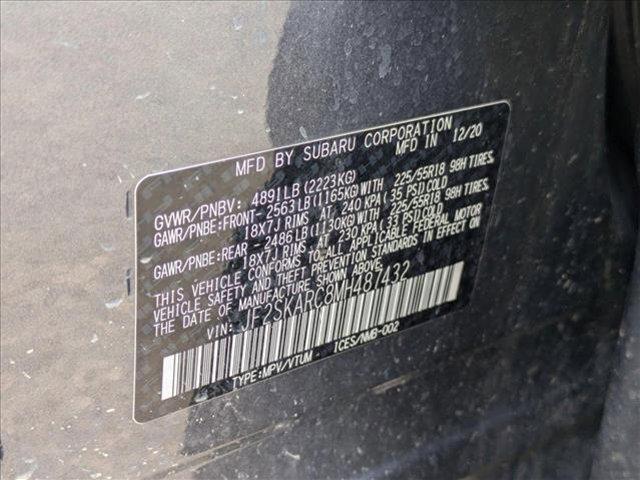 MFD BY SUBARU CORPORATION
MFD IN 12/20
GVWR/PNBV: 4891LB(2223KG)
GAWR/PNBE:FRONT-2563LB(1165KG)WITH 225/55R18 98H TIRES,
18X7J RIMS AT 240 KPA(35 PSI)COLD
GAWR/PNBE:REAR -2486LB(1130KG)WITH 225/55R18 98H TIRES,
18X7J RIMS AT 230 KPA(33 PSI)COLD
THIS VEHICLE CONFORMS TO ALL APPLICABLE FEDERAL MOTOR
VEHICLE SAFETY AND THEFT PREVENTION STANDARDS IN EFFECT ON
THE DATE OF MANUFACTURE SHOWN ABOVE.
VIN: JF2SKARC8MH487432
TYPE:MPV/VTUM ICES/NMB-002